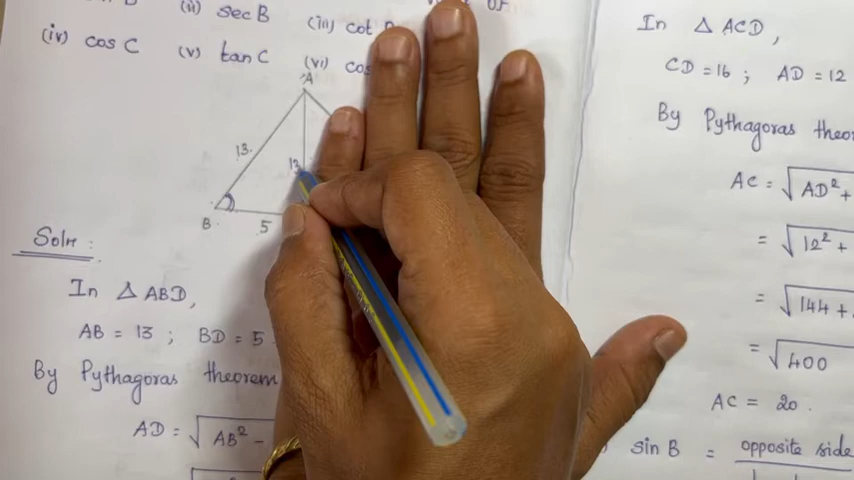 (ii) sec B
(iii) cot
(iv) cos C
(v) tan C
(vi) cos
A
13
B
5
Soln :
In △ ABD,
AB = 13 ; BD = 5
By Pythagoras theorem
AD = √AB² -
In △ ACD,
CD = 16 ; AD = 12
By Pythagoras theor
AC = √AD² +
= √12² +
= √144 +
= √400
AC = 20.
sin B = opposite side